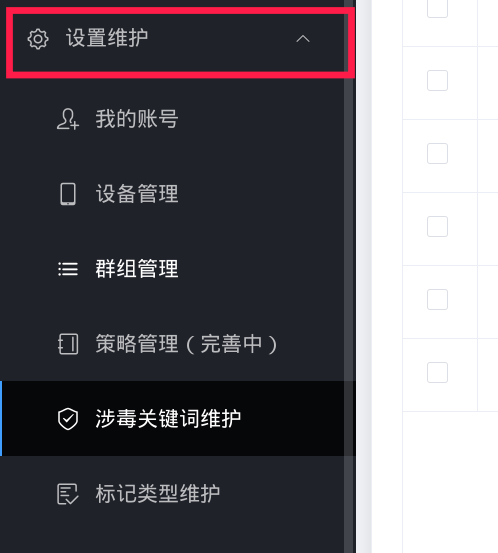 设置维护
我的账号
设备管理
群组管理
策略管理（完善中）
涉毒关键词维护
标记类型维护